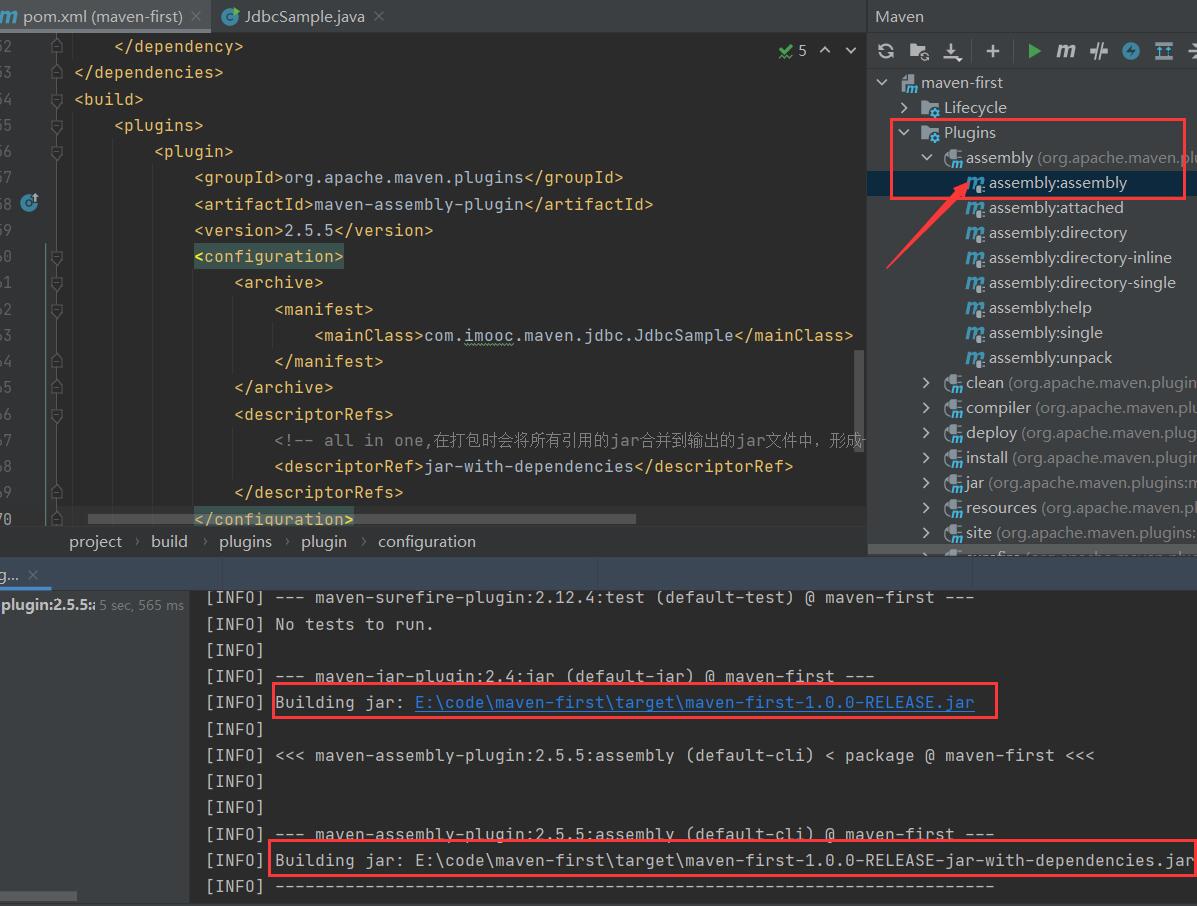 pom.xml (maven-first)
JdbcSample.java
Maven
5
</dependency>
</dependencies>
<build>
<plugins>
<plugin>
<groupId>org.apache.maven.plugins</groupId>
<artifactId>maven-assembly-plugin</artifactId>
<version>2.5.5</version>
<configuration>
<archive>
<manifest>
<mainClass>com.imooc.maven.jdbc.JdbcSample</mainClass>
</manifest>
</archive>
<descriptorRefs>
<!-- all in one,在打包时会将所有引用的jar合并到输出的jar文件中，形成
<descriptorRef>jar-with-dependencies</descriptorRef>
</descriptorRefs>
70 </configuration>
project > build > plugins > plugin > configuration
maven-first
Lifecycle
Plugins
assembly (org.apache.maven.pl
assembly:assembly
assembly:attached
assembly:directory
assembly:directory-inline
assembly:directory-single
assembly:help
assembly:single
assembly:unpack
clean (org.apache.maven.plugin
compiler (org.apache.maven.pl
deploy (org.apache.maven.plug
install (org.apache.maven.plugin
jar (org.apache.maven.plugins:m
resources (org.apache.maven.p
site (org.apache.maven.plugins:
g...
plugin:2.5.5: 5 sec, 565 ms
[INFO] --- maven-surefire-plugin:2.12.4:test (default-test) @ maven-first ---
[INFO] No tests to run.
[INFO]
[INFO] --- maven-jar-plugin:2.4:jar (default-jar) @ maven-first ---
[INFO] Building jar: E:\code\maven-first\target\maven-first-1.0.0-RELEASE.jar
[INFO]
[INFO] <<< maven-assembly-plugin:2.5.5:assembly (default-cli) < package @ maven-first <<<
[INFO]
[INFO]
[INFO] --- maven-assembly-plugin:2.5.5:assembly (default-cli) @ maven-first ---
[INFO] Building jar: E:\code\maven-first\target\maven-first-1.0.0-RELEASE-jar-with-dependencies.jar
[INFO] ------------------------------------------------------------------------